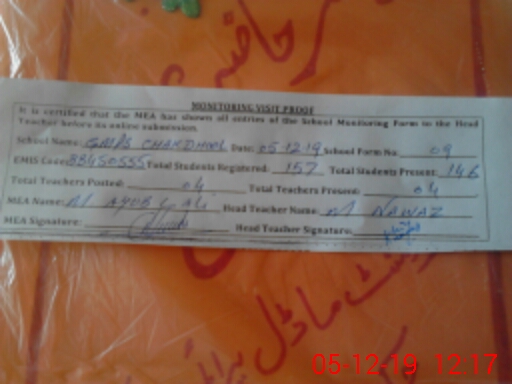 حاضری
MONITORING VISIT PROOF
It is certified that the MEA has shown all entries of the School Monitoring Form to the Head
Teacher before its online submission.
School Name: GMPS CHAKDHOOL Date: 05-12-19 School Form No. 09
EMIS Code: 38450555 Total Students Registered: 157 Total Students Present: 146
Total Teachers Posted: 04 Total Teachers Present: 04
MEA Name: M AYUB Head Teacher Name: M NAWAZ
MEA Signature: Head Teacher Signature:
ماڈل
05-12-19 12:17